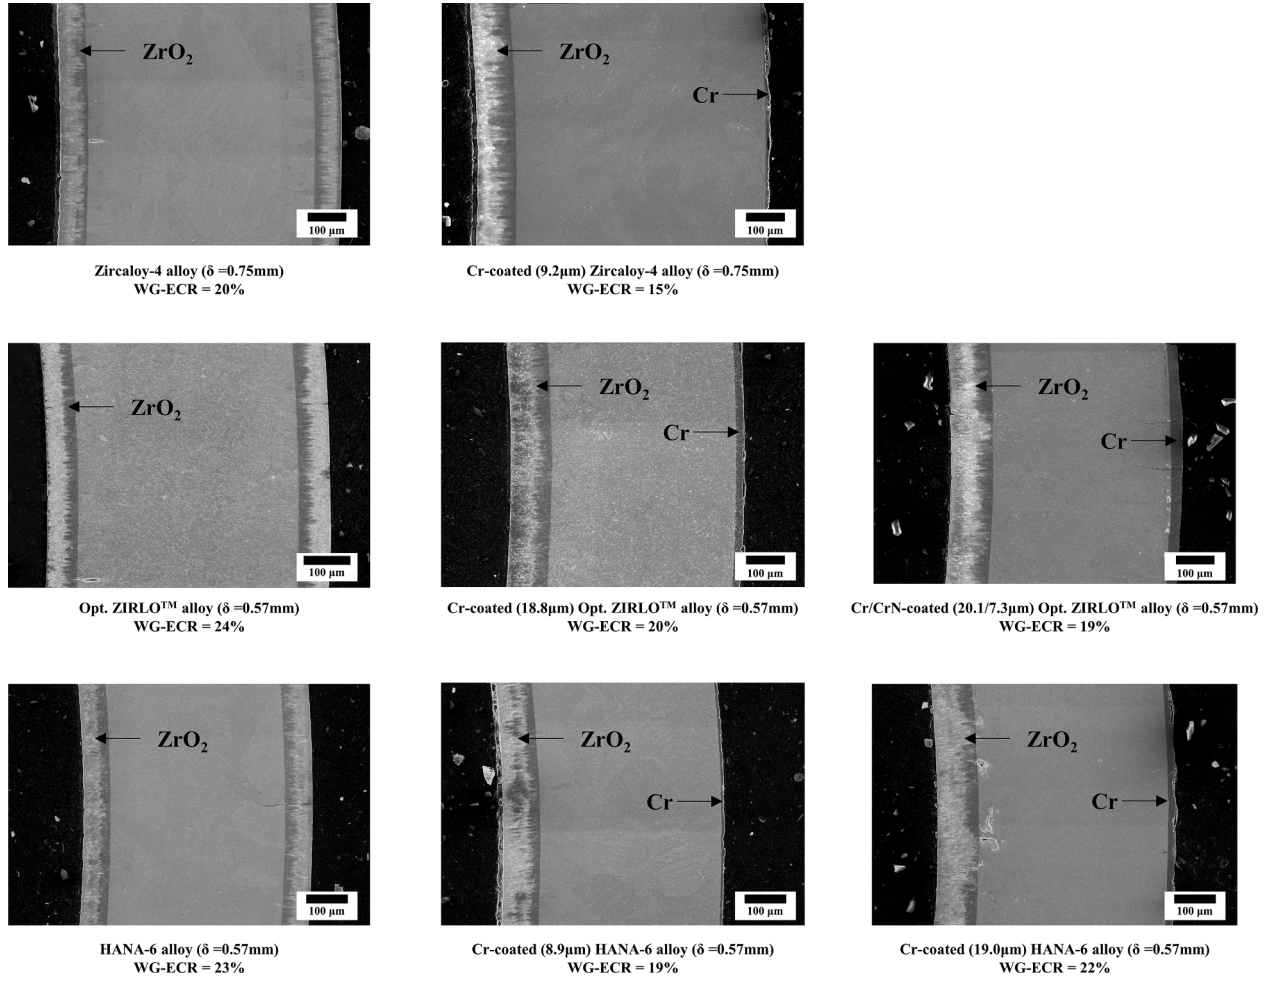 ZrO2
100 µm
Zircaloy-4 alloy (δ =0.75mm)
WG-ECR = 20%
ZrO2
Cr
100 µm
Cr-coated (9.2µm) Zircaloy-4 alloy (δ =0.75mm)
WG-ECR = 15%
ZrO2
100 µm
Opt. ZIRLO™ alloy (δ =0.57mm)
WG-ECR = 24%
ZrO2
Cr
100 µm
Cr-coated (18.8µm) Opt. ZIRLO™ alloy (δ =0.57mm)
WG-ECR = 20%
ZrO2
Cr
100 µm
Cr/CrN-coated (20.1/7.3µm) Opt. ZIRLO™ alloy (δ =0.57mm)
WG-ECR = 19%
ZrO2
100 µm
HANA-6 alloy (δ =0.57mm)
WG-ECR = 23%
ZrO2
Cr
100 µm
Cr-coated (8.9µm) HANA-6 alloy (δ =0.57mm)
WG-ECR = 19%
ZrO2
Cr
100 µm
Cr-coated (19.0µm) HANA-6 alloy (δ =0.57mm)
WG-ECR = 22%